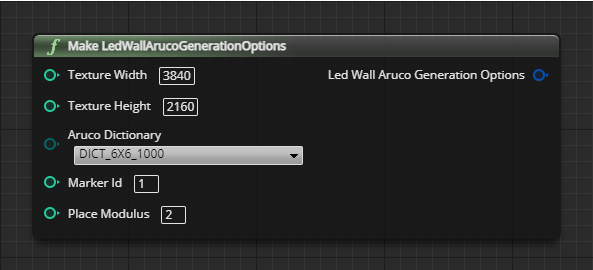 f Make LedWallArucoGenerationOptions
Texture Width 3840 Led Wall Aruco Generation Options
Texture Height 2160
Aruco Dictionary
DICT_6X6_1000
Marker Id 1
Place Modulus 2